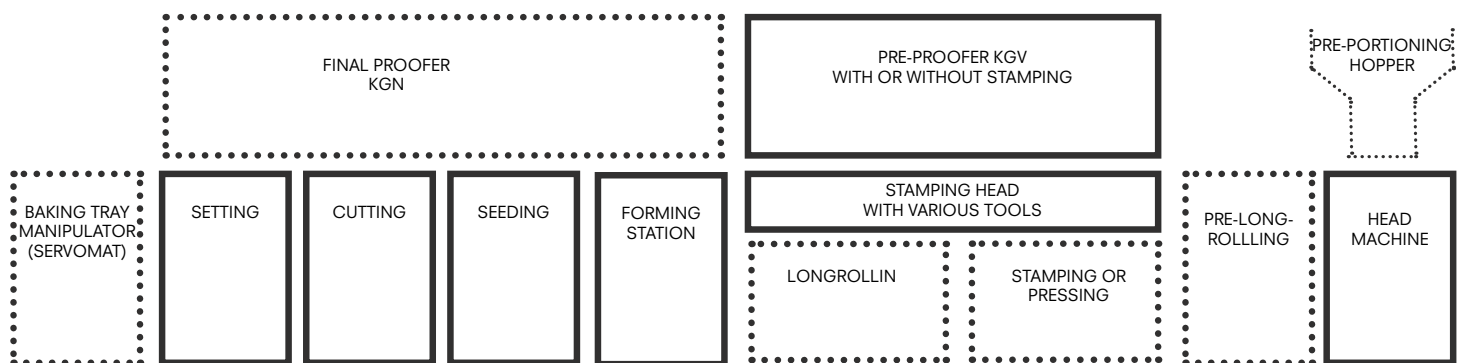 FINAL PROOFER
KGN
PRE-PROOFER KGV
WITH OR WITHOUT STAMPING
PRE-PORTIONING
HOPPER
BAKING TRAY
MANIPULATOR
(SERVOMAT)
SETTING
CUTTING
SEEDING
FORMING
STATION
STAMPING HEAD
WITH VARIOUS TOOLS
LONGROLLIN
STAMPING OR
PRESSING
PRE-LONG-
ROLLLING
HEAD
MACHINE